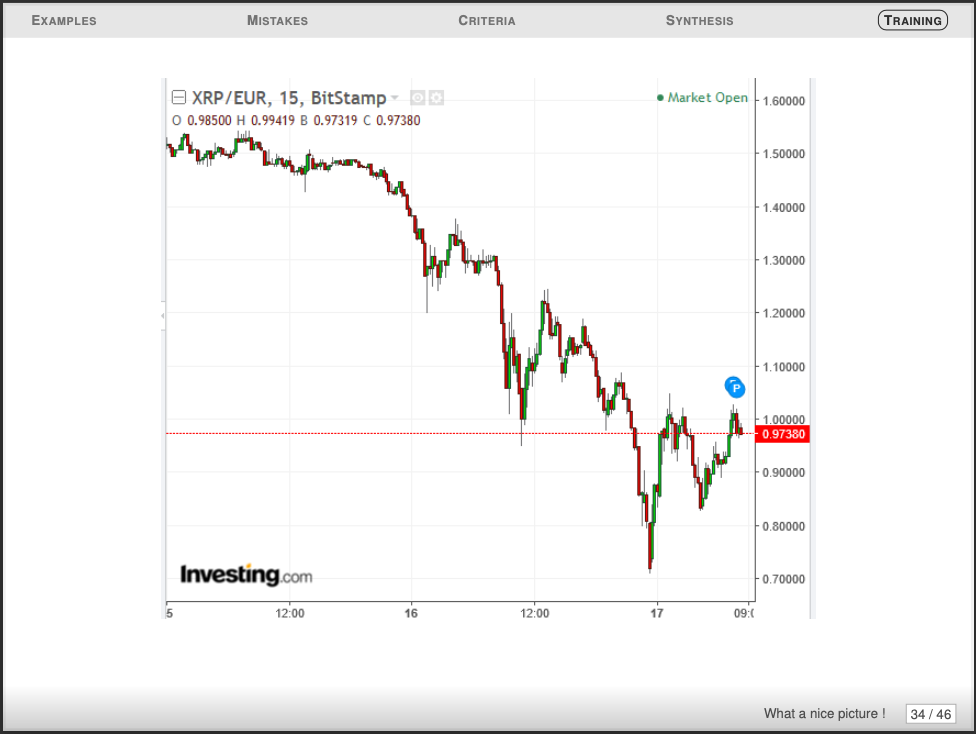 EXAMPLES MISTAKES CRITERIA SYNTHESIS TRAINING
XRP/EUR, 15, BitStamp
Market Open
O 0.98500 H 0.99419 B 0.97319 C 0.97380
1.60000
1.50000
1.40000
1.30000
1.20000
1.10000
P
1.00000
0.97380
0.90000
0.80000
0.70000
Investing.com
5 12:00 16 12:00 17 09:0
What a nice picture ! 34 / 46